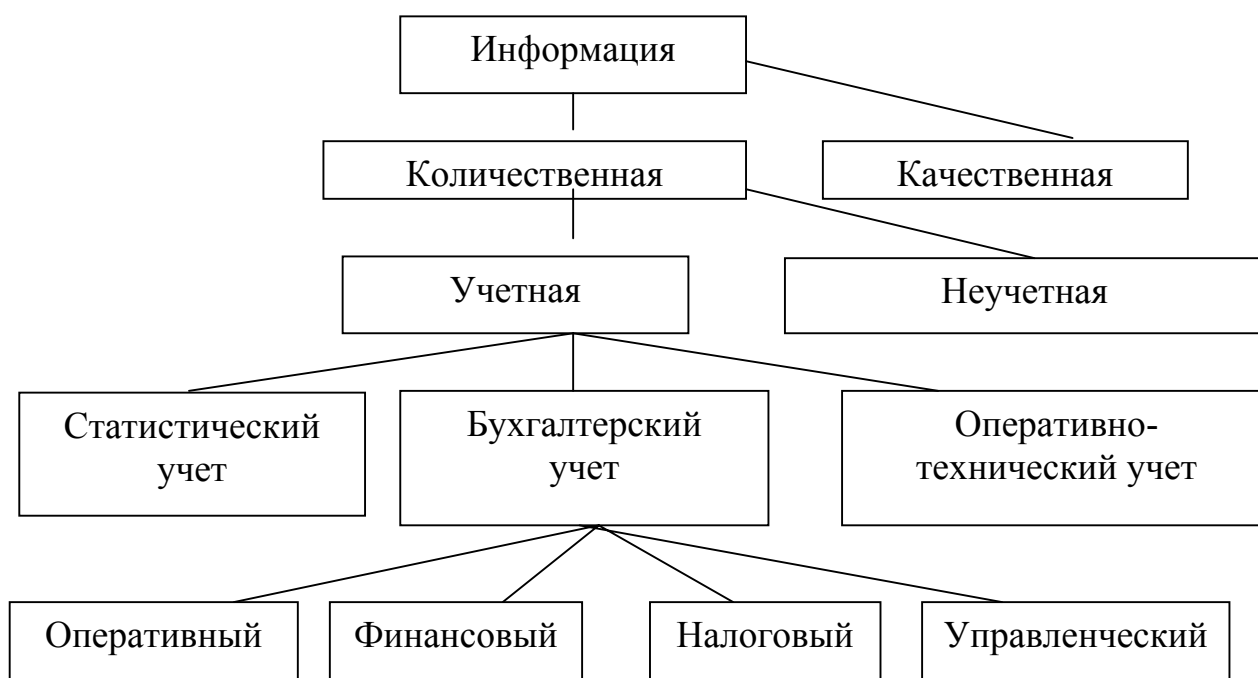 Информация
Количественная
Качественная
Учетная
Неучетная
Статистический
учет
Бухгалтерский
учет
Оперативно-
технический учет
Оперативный
Финансовый
Налоговый
Управленческий